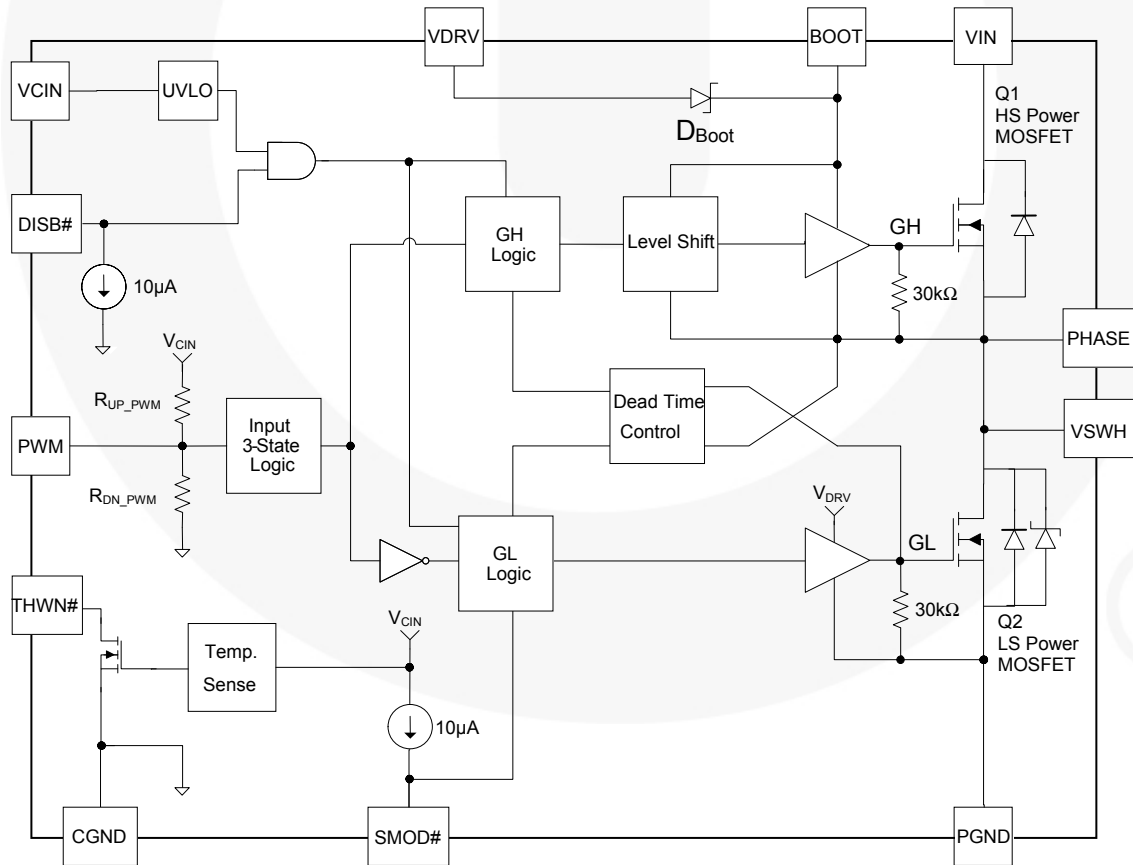 VDRV
BOOT
VIN
VCIN
UVLO
Q1
HS Power
MOSFET
DBoot
DISB#
GH
Logic
Level Shift
GH
10µA
30kΩ
VCIN
PHASE
RUP_PWM
Dead Time
Control
PWM
Input
3-State
Logic
VSWH
RDN_PWM
VDRV
GL
GL
Logic
THWN#
VCIN
30kΩ
Q2
LS Power
MOSFET
Temp.
Sense
10µA
CGND
SMOD#
PGND